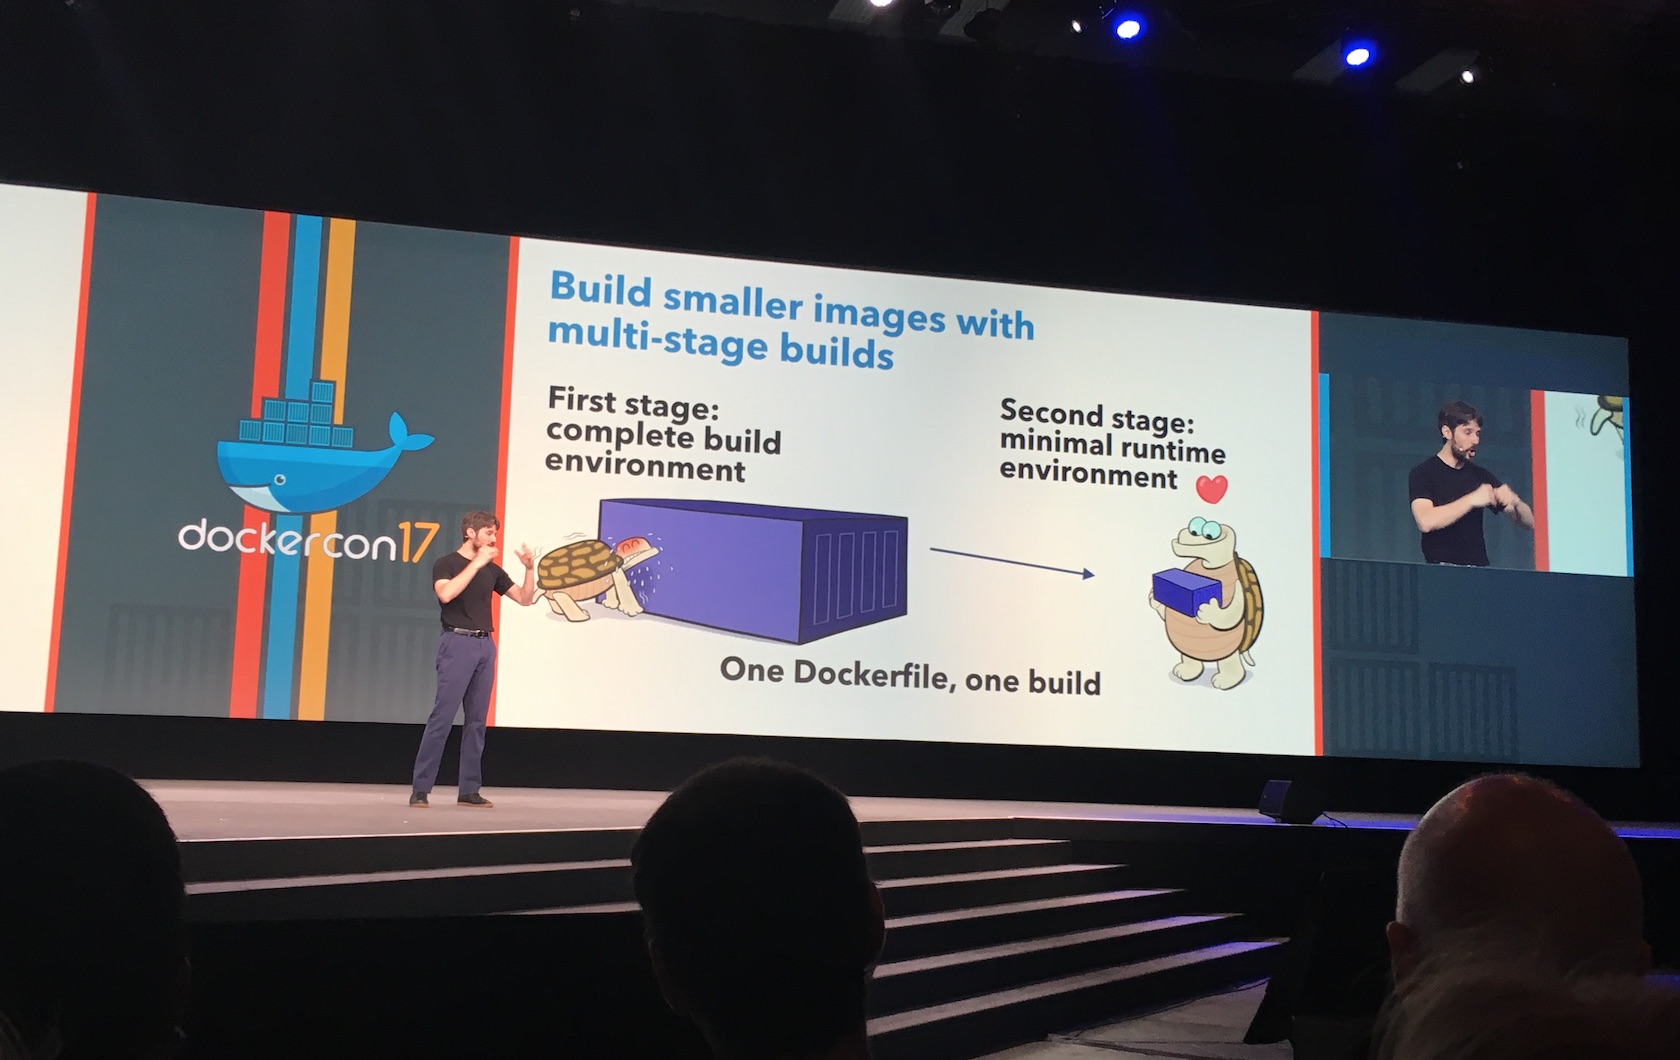 Build smaller images with
multi-stage builds
First stage:
complete build
environment
Second stage:
minimal runtime
environment
One Dockerfile, one build
dockercon17